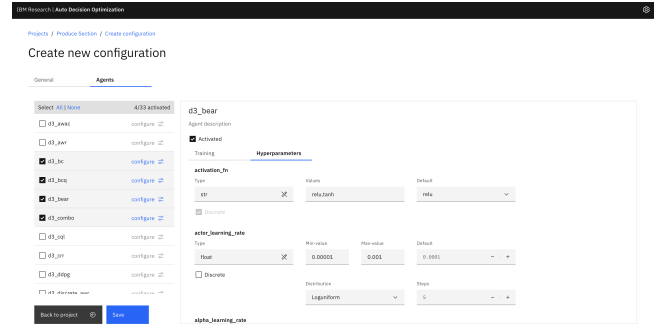 IBM Research | Auto Decision Optimization
Projects / Produce Section / Create configuration
Create new configuration
General Agents
Select All | None 4/33 activated
d3_awac configure
d3_awr configure
d3_bc configure
d3_bcq configure
d3_bear configure
d3_combo configure
d3_cql configure
d3_crr configure
d3_ddpg configure
d3_discrete_awr configure
Back to project
Save
d3_bear
Agent description
Activated
Training Hyperparameters
activation_fn
Type Values Default
str relu,tanh relu
Discrete
actor_learning_rate
Type Min-value Max-value Default
float 0.00001 0.001 0.0001 − +
Discrete
Distribution Steps
Loguniform 5 − +
alpha_learning_rate